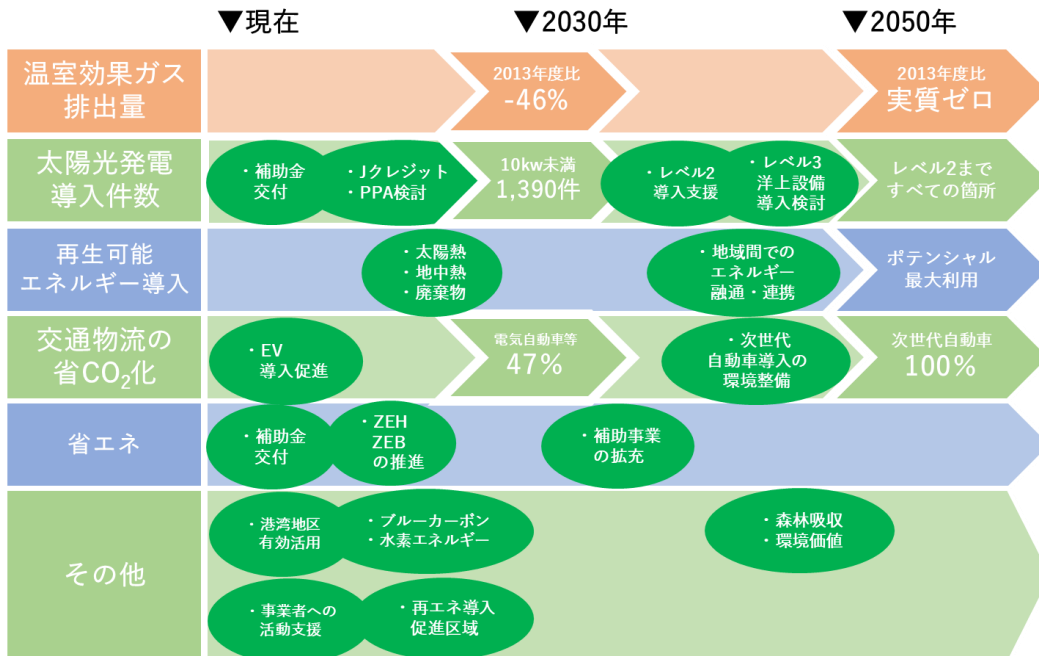 ▼現在
▼2030年
▼2050年
温室効果ガス
排出量
2013年度比
-46%
2013年度比
実質ゼロ
太陽光発電
導入件数
・補助金
交付
・Jクレジット
・PPA検討
10kw未満
1,390件
・レベル2
導入支援
・レベル3
洋上設備
導入検討
レベル2まで
すべての箇所
再生可能
エネルギー導入
・太陽熱
・地中熱
・廃棄物
・地域間での
エネルギー
融通・連携
ポテンシャル
最大利用
交通物流の
省CO₂化
・EV
導入促進
電気自動車等
47%
・次世代
自動車導入の
環境整備
次世代自動車
100%
省エネ
・補助金
交付
・ZEH
ZEB
の推進
・補助事業
の拡充
その他
・港湾地区
有効活用
・ブルーカーボン
・水素エネルギー
・森林吸収
・環境価値
・事業者への
活動支援
・再エネ導入
促進区域